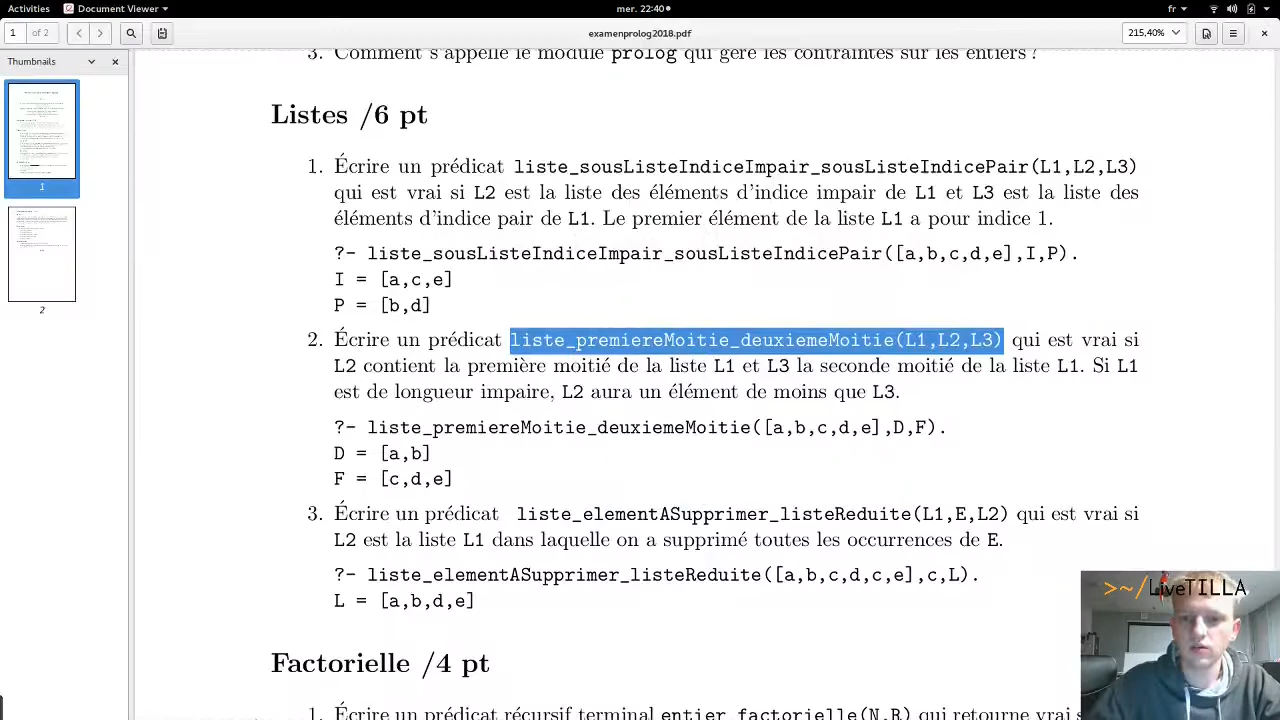 Activities Document Viewer mer. 22:40 fr
1 of 2 examenprolog2018.pdf 215,40%
Thumbnails
1
2
3. Comment s'appelle le module prolog qui gère les contraintes sur les entiers ?
Listes /6 pt
1. Écrire un prédicat liste_sousListeIndiceImpair_sousListeIndicePair(L1,L2,L3)
qui est vrai si L2 est la liste des éléments d'indice impair de L1 et L3 est la liste des
éléments d'indice pair de L1. Le premier élément de la liste L1 a pour indice 1.
?- liste_sousListeIndiceImpair_sousListeIndicePair([a,b,c,d,e],I,P).
I = [a,c,e]
P = [b,d]
2. Écrire un prédicat liste_premiereMoitie_deuxiemeMoitie(L1,L2,L3) qui est vrai si
L2 contient la première moitié de la liste L1 et L3 la seconde moitié de la liste L1. Si L1
est de longueur impaire, L2 aura un élément de moins que L3.
?- liste_premiereMoitie_deuxiemeMoitie([a,b,c,d,e],D,F).
D = [a,b]
F = [c,d,e]
3. Écrire un prédicat liste_elementASupprimer_listeReduite(L1,E,L2) qui est vrai si
L2 est la liste L1 dans laquelle on a supprimé toutes les occurrences de E.
?- liste_elementASupprimer_listeReduite([a,b,c,d,c,e],c,L).
L = [a,b,d,e]
>~/LiveTILLA
Factorielle /4 pt
1. Écrire un prédicat récursif terminal entier_factorielle(N,R) qui retourne vrai s